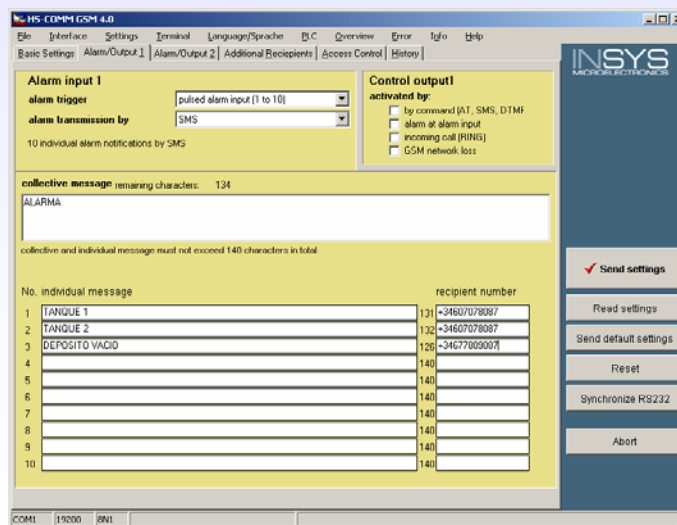 HS-COMM GSM 4.0
File Interface Settings Terminal Language/Sprache PLC Overview Error Info Help
Basic Settings Alarm/Output 1 Alarm/Output 2 Additional Reciepients Access Control History
INSYS
MICROELECTRONICS
Alarm input 1
alarm trigger pulsed alarm input (1 to 10)
alarm transmission by SMS
10 individual alarm notifications by SMS
Control output1
activated by:
by command (AT, SMS, DTMF
alarm at alarm input
incoming call (RING)
GSM network loss
collective message remaining characters: 134
ALARMA
collective and individual message must not exceed 140 characters in total
No. individual message recipient number
1 TANQUE 1 131 +34607078087
2 TANQUE 2 132 +34607078087
3 DEPOSITO VACIO 126 +34677809087
4 140
5 140
6 140
7 140
8 140
9 140
10 140
Send settings
Read settings
Send default settings
Reset
Synchronize RS232
Abort
COM1 19200 8N1